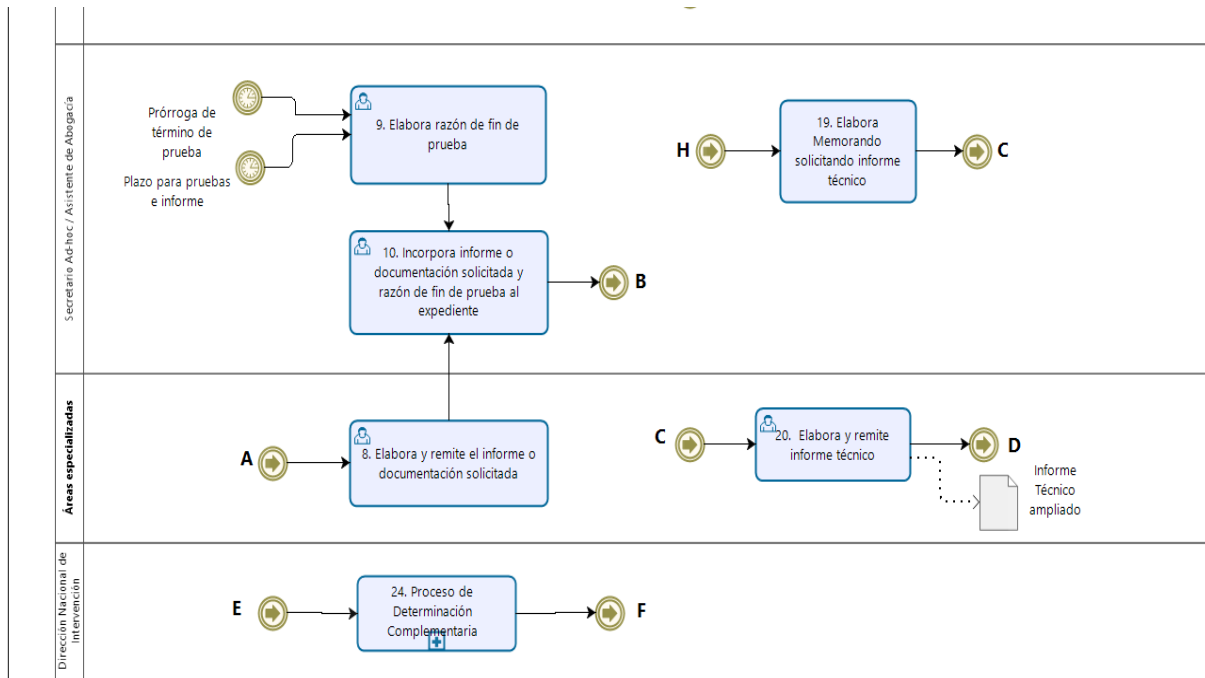 Secretario Ad-hoc / Asistente de Abogacía
Prórroga de
término de
prueba
Plazo para pruebas
e informe
9. Elabora razón de fin de
prueba
10. Incorpora informe o
documentación solicitada y
razón de fin de prueba al
expediente
B
H
19. Elabora
Memorando
solicitando informe
técnico
C
Áreas especializadas
A
8. Elabora y remite el informe o
documentación solicitada
C
20. Elabora y remite
informe técnico
D
Informe
Técnico
ampliado
Dirección Nacional de
Intervención
E
24. Proceso de
Determinación
Complementaria
F